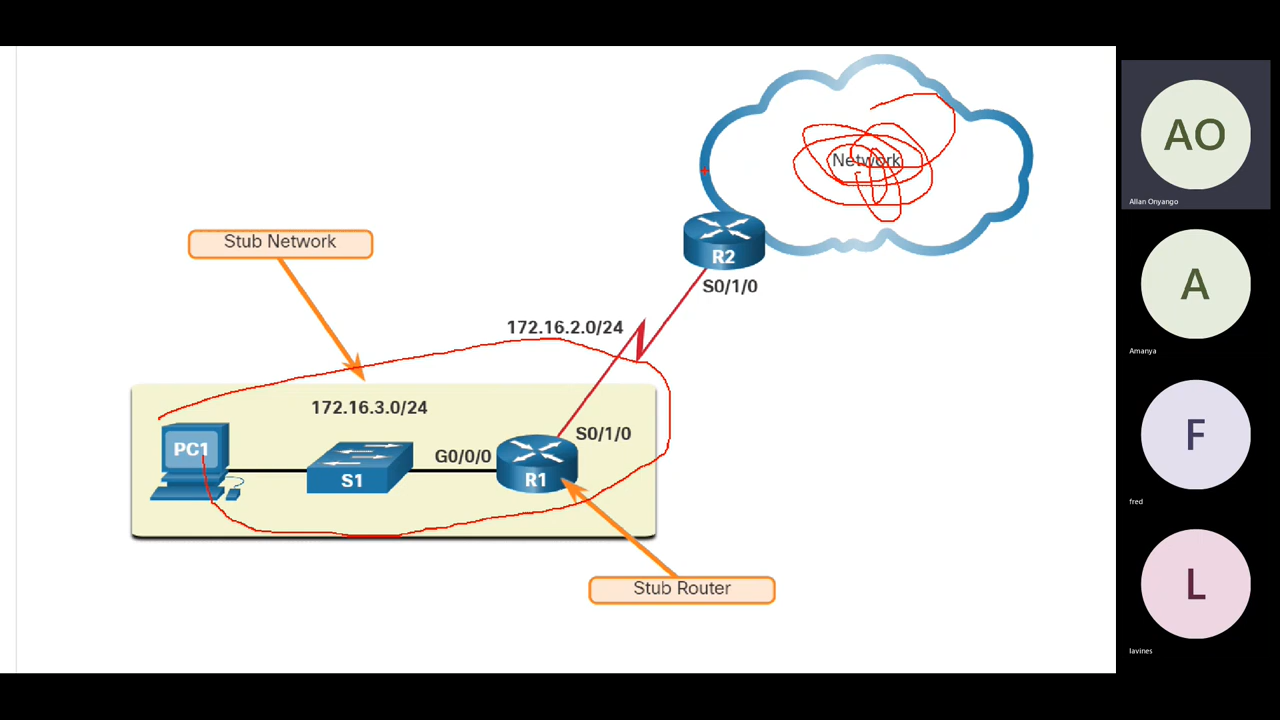 Network
R2
S0/1/0
Stub Network
172.16.2.0/24
172.16.3.0/24
S0/1/0
PC1
G0/0/0
S1
R1
Stub Router
AO
Allan Onyango
A
Amanya
F
fred
L
lavines